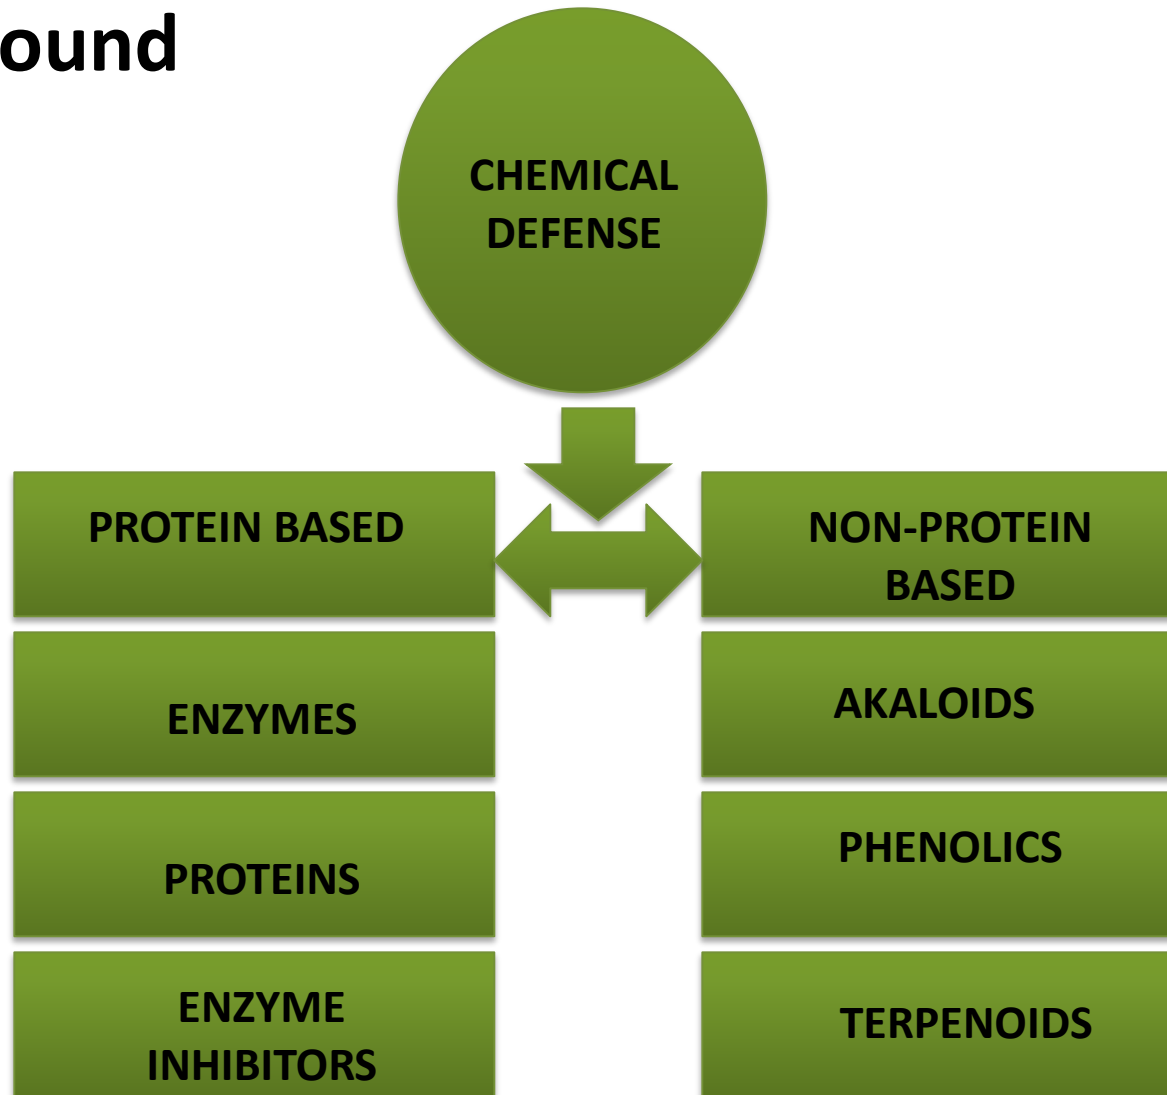 ound
CHEMICAL
DEFENSE
PROTEIN BASED
NON-PROTEIN
BASED
ENZYMES
AKALOIDS
PROTEINS
PHENOLICS
ENZYME
INHIBITORS
TERPENOIDS